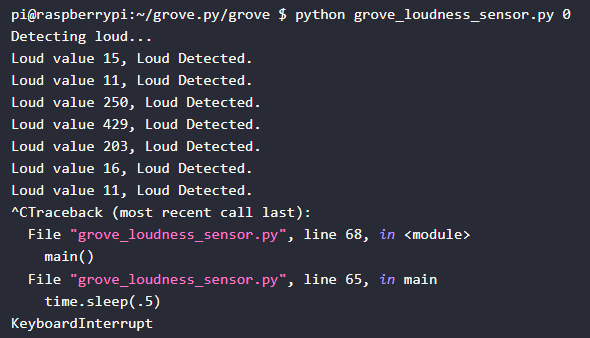 pi@raspberrypi:~/grove.py/grove $ python grove_loudness_sensor.py 0
Detecting loud...
Loud value 15, Loud Detected.
Loud value 11, Loud Detected.
Loud value 250, Loud Detected.
Loud value 429, Loud Detected.
Loud value 203, Loud Detected.
Loud value 16, Loud Detected.
Loud value 11, Loud Detected.
^CTraceback (most recent call last):
  File "grove_loudness_sensor.py", line 68, in <module>
    main()
  File "grove_loudness_sensor.py", line 65, in main
    time.sleep(.5)
KeyboardInterrupt